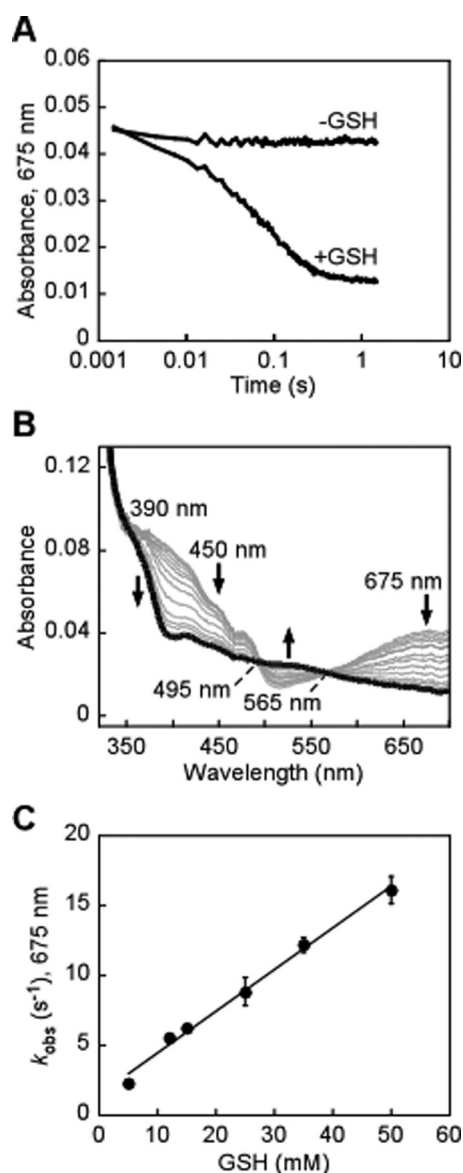 A
0.06
0.05
0.04
0.03
0.02
0.01
0
Absorbance, 675 nm
-GSH
+GSH
0.001
0.01
0.1
1
10
Time (s)
B
0.12
0.08
0.04
0
Absorbance
390 nm
450 nm
675 nm
495 nm
565 nm
350
450
550
650
Wavelength (nm)
C
20
15
10
5
0
kobs (s-1), 675 nm
0
10
20
30
40
50
60
GSH (mM)